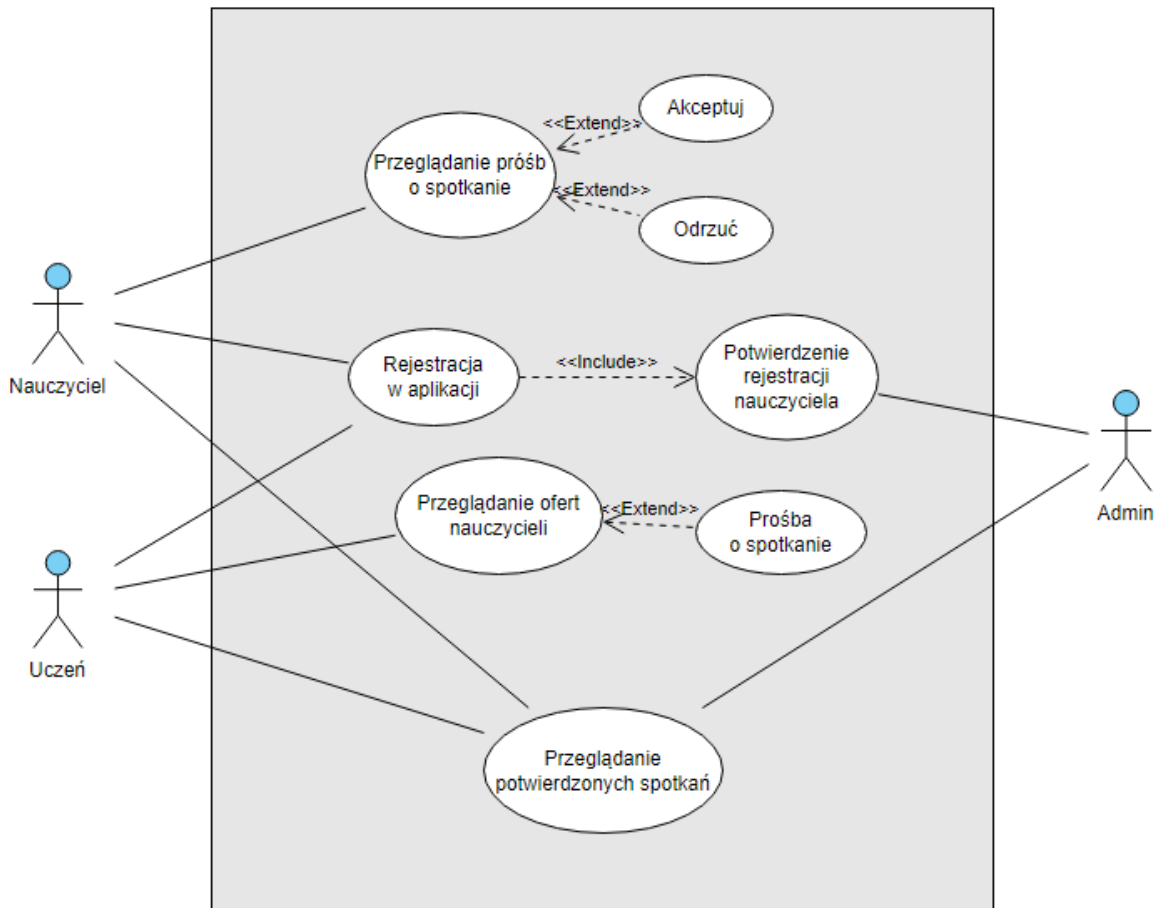 Akceptuj
<<Extend>>
Przeglądanie próśb
o spotkanie
<<Extend>>
Odrzuć
Nauczyciel
Rejestracja
w aplikacji
<<Include>>
Potwierdzenie
rejestracji
nauczyciela
Przeglądanie ofert
nauczycieli
<<Extend>>
Prośba
o spotkanie
Admin
Uczeń
Przeglądanie
potwierdzonych spotkań